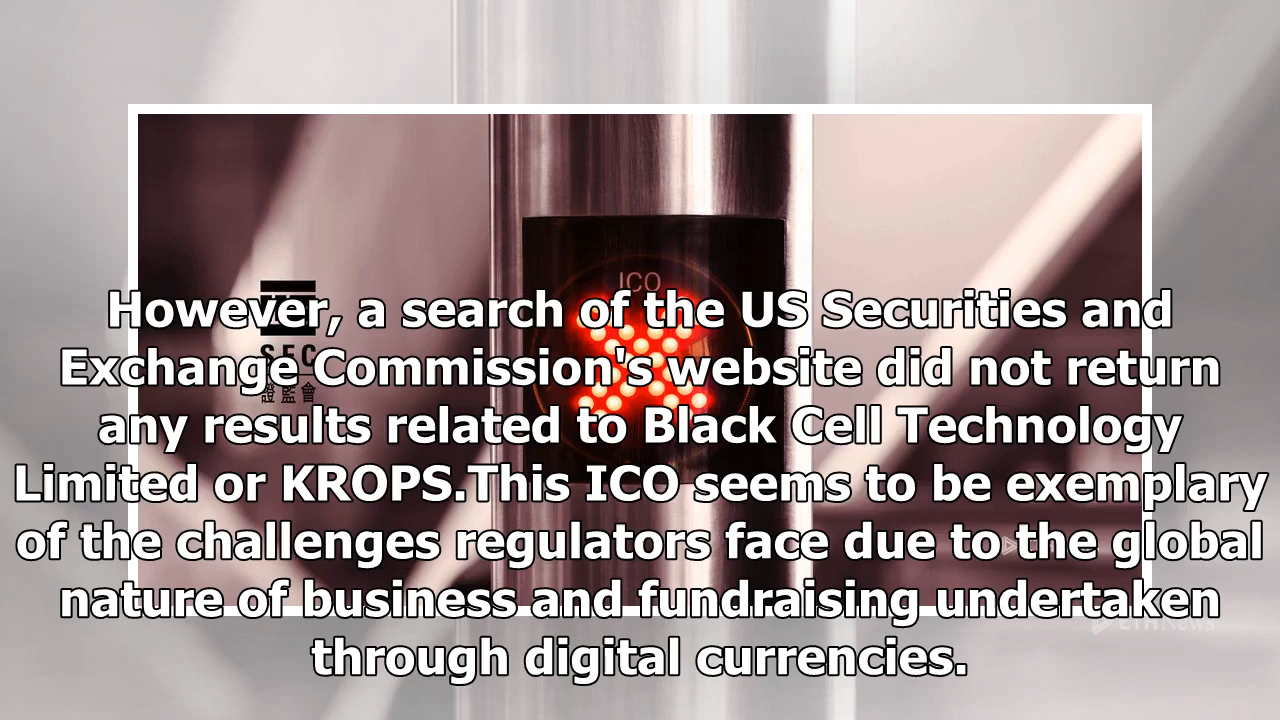 ICO
However, a search of the US Securities and
SFC
Exchange Commission's website did not return
證監會
any results related to Black Cell Technology
Limited or KROPS.This ICO seems to be exemplary
of the challenges regulators face due to the global
nature of business and fundraising undertaken
ETHNews
through digital currencies.